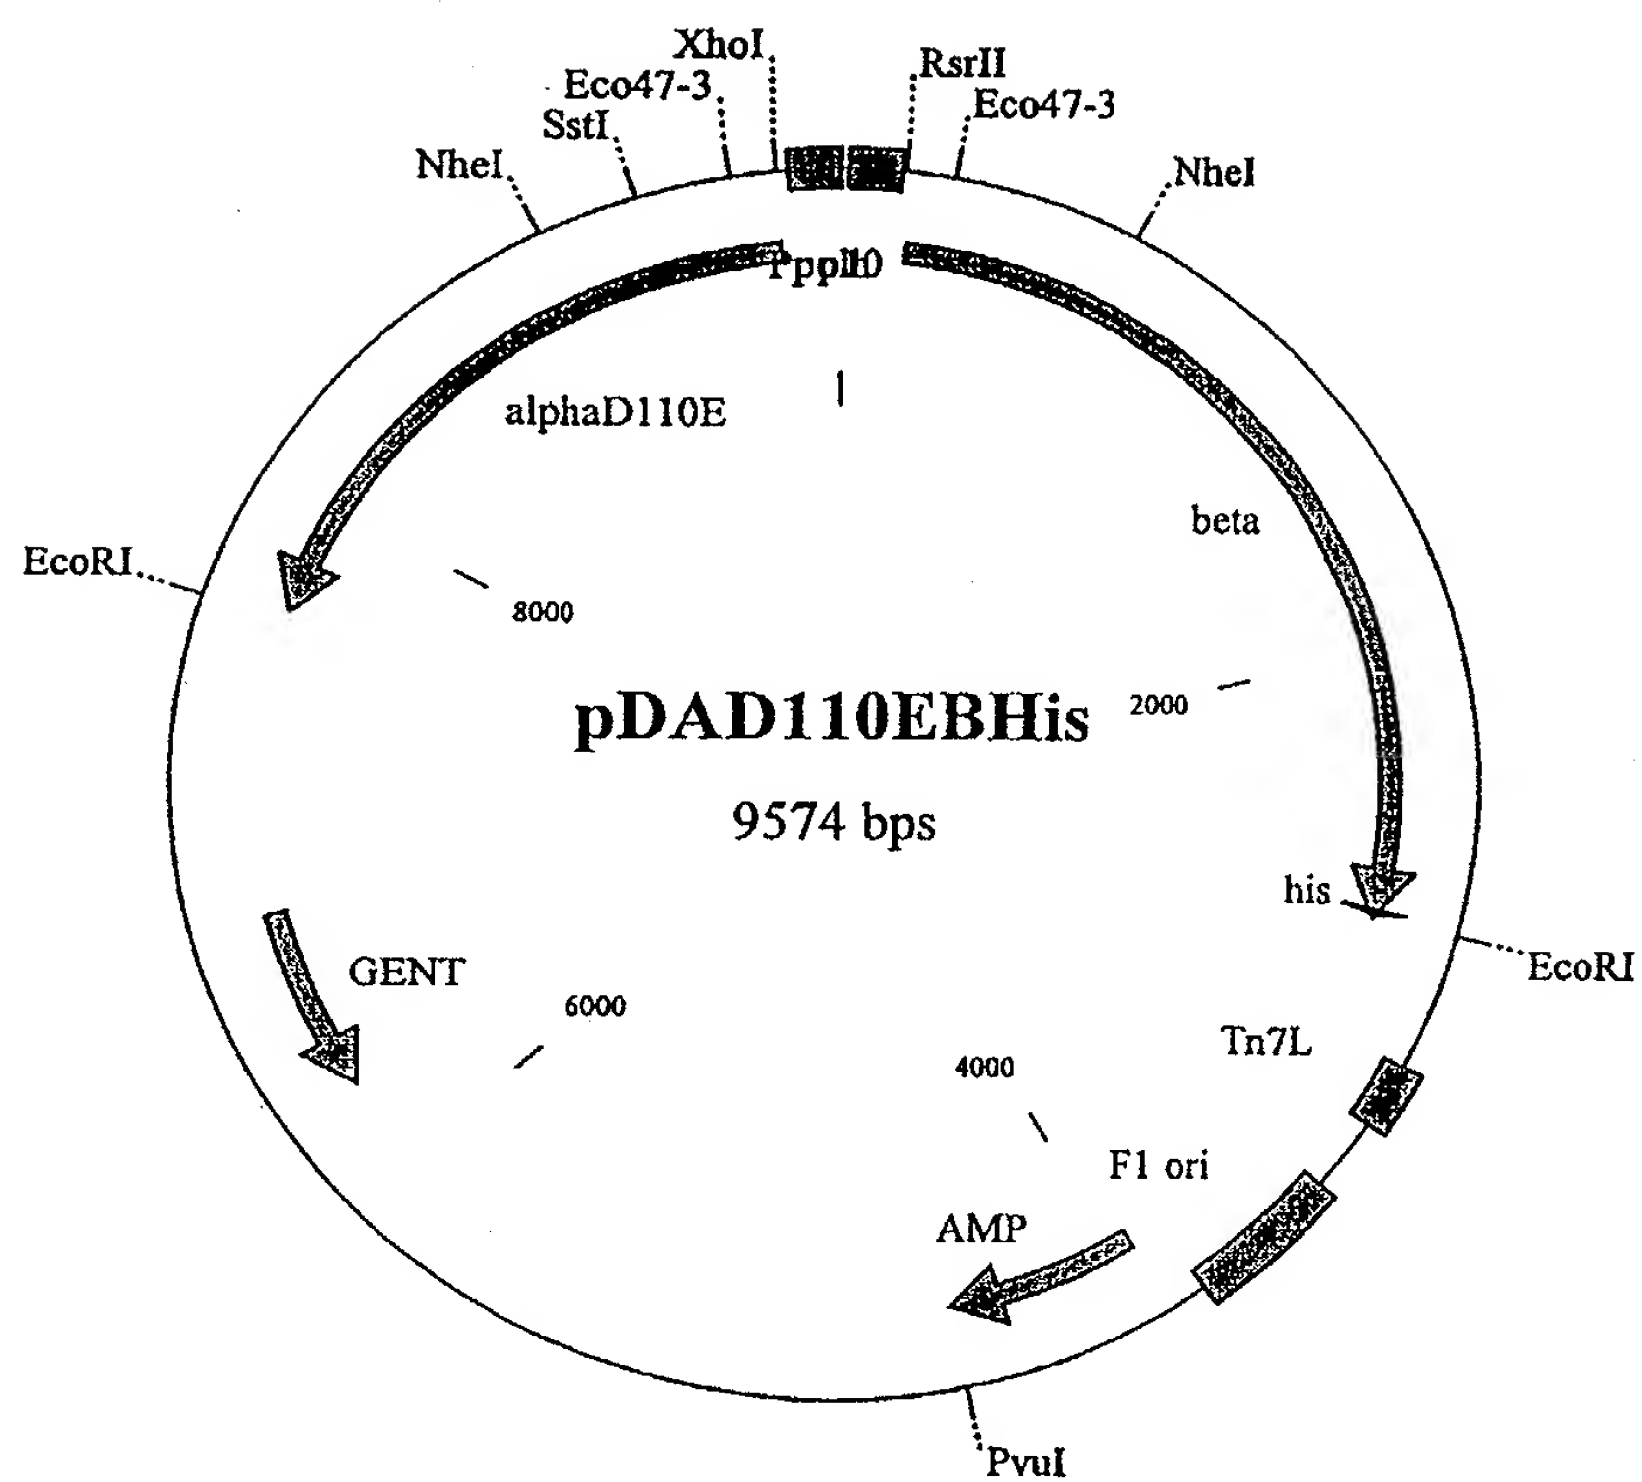 XhoI
RsrII
Eco47-3
Eco47-3
SstI
NheI
NheI
alphaD110E
beta
EcoRI
8000
pDAD110EBHis
2000
9574 bps
his
EcoRI
GENT
6000
Tn7L
4000
F1 ori
AMP
PvuI